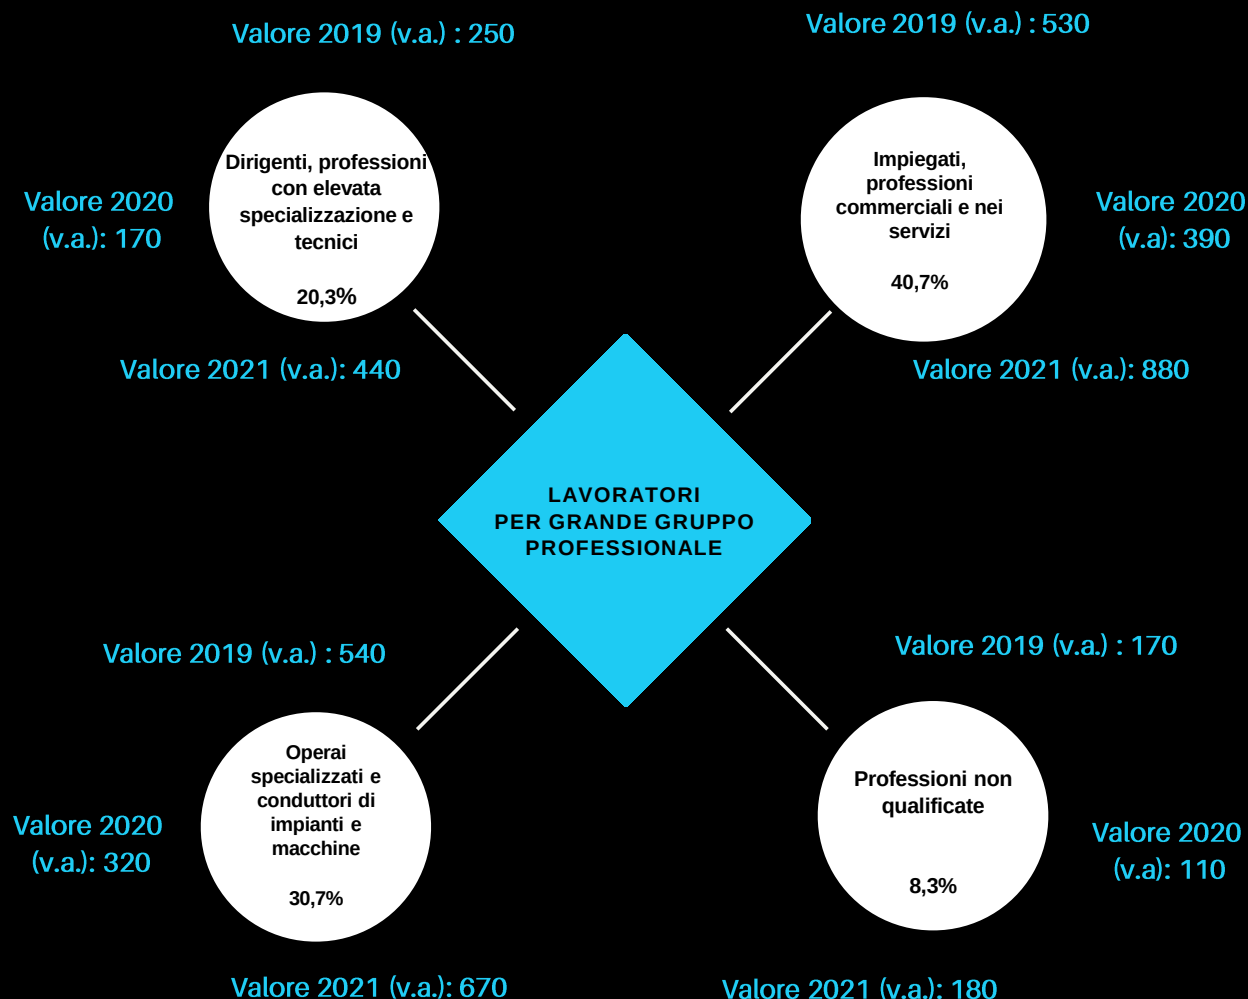 Valore 2019 (v.a.) : 250
Dirigenti, professioni
con elevata
specializzazione e
tecnici
20,3%
Valore 2020
(v.a.): 170
Valore 2021 (v.a.): 440
Valore 2019 (v.a.) : 530
Impiegati,
professioni
commerciali e nei
servizi
40,7%
Valore 2020
(v.a): 390
Valore 2021 (v.a.): 880
LAVORATORI
PER GRANDE GRUPPO
PROFESSIONALE
Valore 2019 (v.a.) : 540
Operai
specializzati e
conduttori di
impianti e
macchine
30,7%
Valore 2020
(v.a.): 320
Valore 2021 (v.a.): 670
Valore 2019 (v.a.) : 170
Professioni non
qualificate
8,3%
Valore 2020
(v.a): 110
Valore 2021 (v.a.): 180